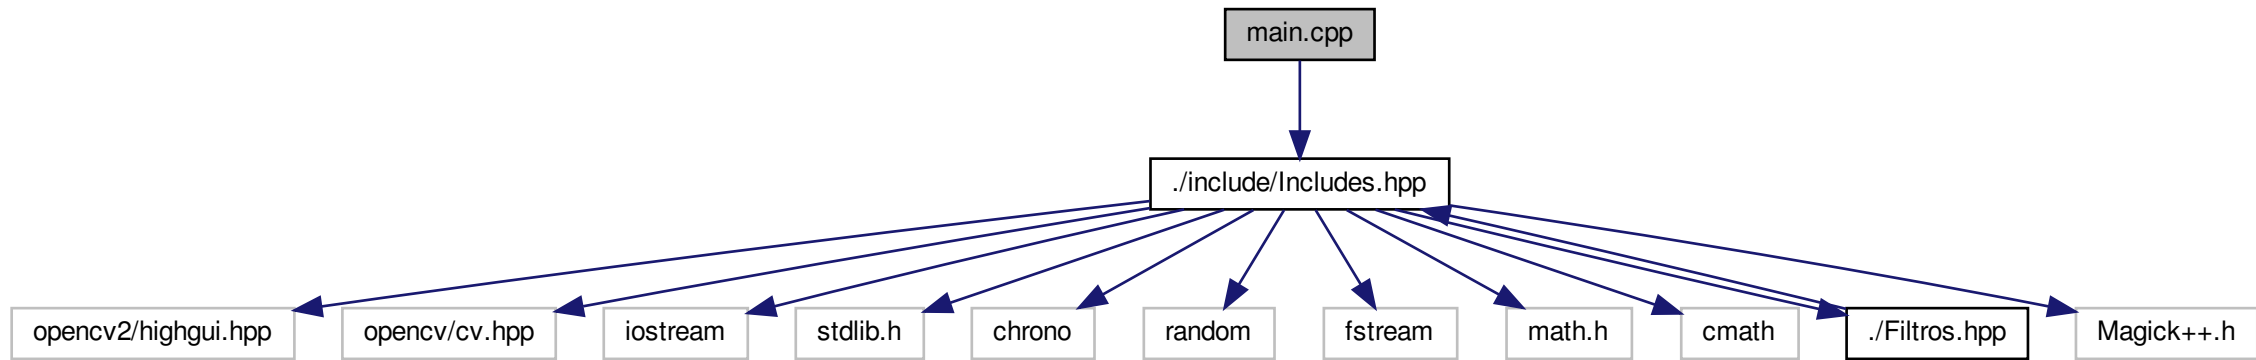 main.cpp
./include/Includes.hpp
opencv2/highgui.hpp
opencv/cv.hpp
iostream
stdlib.h
chrono
random
fstream
math.h
cmath
./Filtros.hpp
Magick++.h